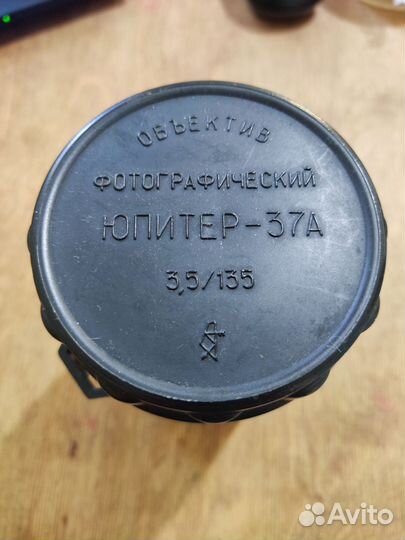 ОБЪЕКТИВ
ФОТОГРАФИЧЕСКИЙ
ЮПИТЕР-37А
3,5/135
Avito